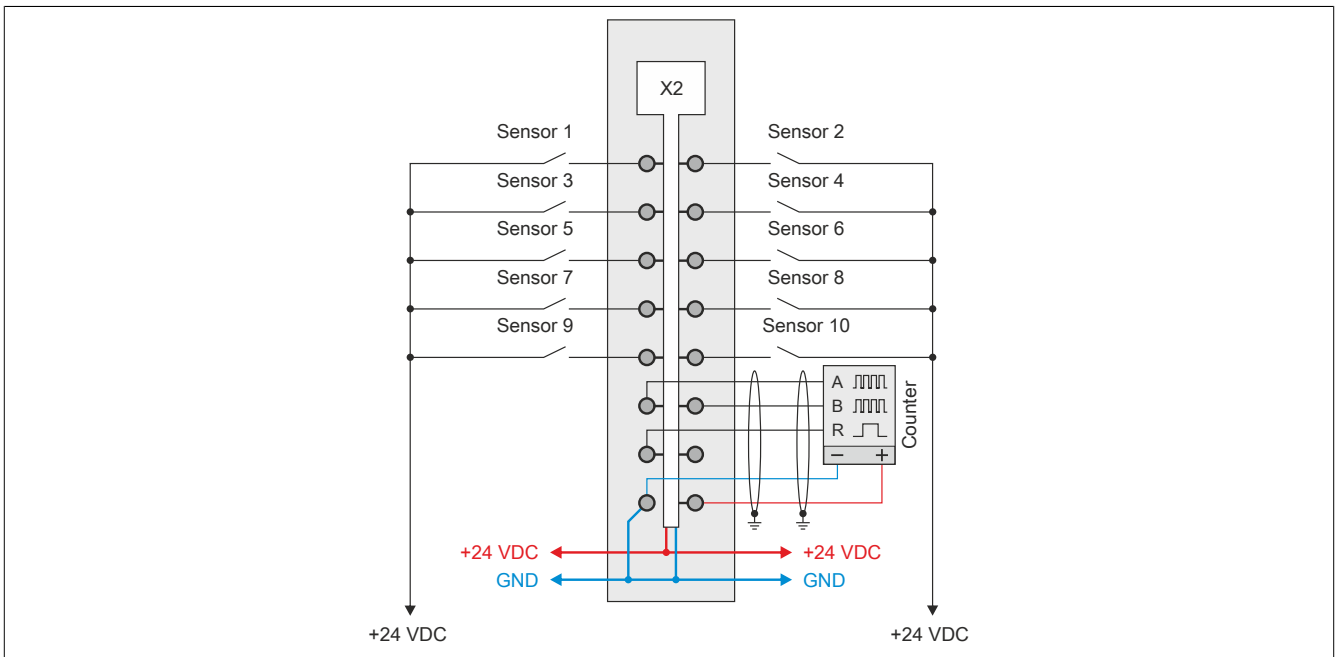 X2
Sensor 1
Sensor 2
Sensor 3
Sensor 4
Sensor 5
Sensor 6
Sensor 7
Sensor 8
Sensor 9
Sensor 10
A
B
R
− +
Counter
+24 VDC
+24 VDC
GND
GND
+24 VDC
+24 VDC